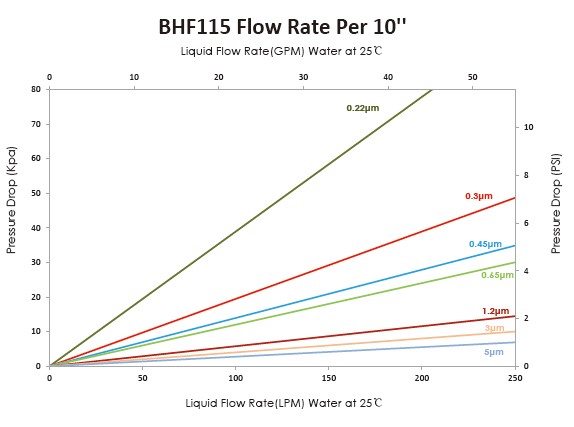 BHF115 Flow Rate Per 10''
Liquid Flow Rate(GPM) Water at 25℃
0 10 20 30 40 50
80
70
60
50
40
30
20
10
0
Pressure Drop (Kpa)
0.22μm
0.3μm
0.45μm
0.65μm
1.2μm
3μm
5μm
10
8
6
4
2
0
Pressure Drop (PSI)
0 50 100 150 200 250
Liquid Flow Rate(LPM) Water at 25℃